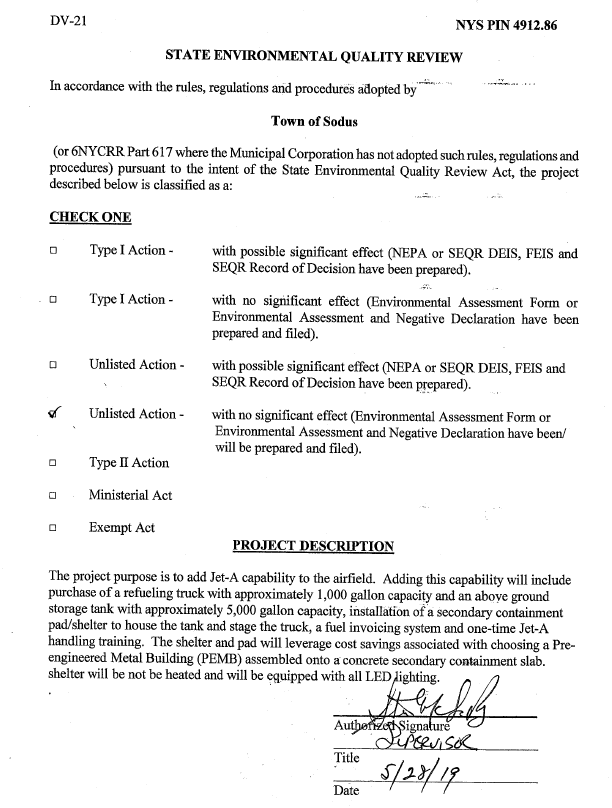 DV-21
NYS PIN 4912.86
STATE ENVIRONMENTAL QUALITY REVIEW
In accordance with the rules, regulations and procedures adopted by
Town of Sodus
(or 6NYCRR Part 617 where the Municipal Corporation has not adopted such rules, regulations and
procedures) pursuant to the intent of the State Environmental Quality Review Act, the project
described below is classified as a:
CHECK ONE
Type I Action - with possible significant effect (NEPA or SEQR DEIS, FEIS and
SEQR Record of Decision have been prepared).
Type I Action - with no significant effect (Environmental Assessment Form or
Environmental Assessment and Negative Declaration have been
prepared and filed).
Unlisted Action - with possible significant effect (NEPA or SEQR DEIS, FEIS and
SEQR Record of Decision have been prepared).
Unlisted Action - with no significant effect (Environmental Assessment Form or
Environmental Assessment and Negative Declaration have been/
will be prepared and filed).
Type II Action
Ministerial Act
Exempt Act
PROJECT DESCRIPTION
The project purpose is to add Jet-A capability to the airfield. Adding this capability will include
purchase of a refueling truck with approximately 1,000 gallon capacity and an above ground
storage tank with approximately 5,000 gallon capacity, installation of a secondary containment
pad/shelter to house the tank and stage the truck, a fuel invoicing system and one-time Jet-A
handling training. The shelter and pad will leverage cost savings associated with choosing a Pre-
engineered Metal Building (PEMB) assembled onto a concrete secondary containment slab.
shelter will be not be heated and will be equipped with all LED lighting.
Authorized Signature
SUPERVISOR
Title
5/28/19
Date